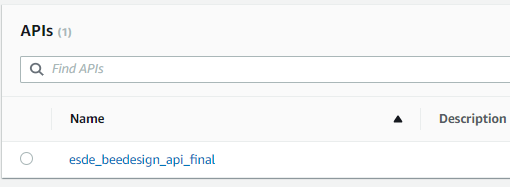 APIs (1)
Find APIs
Name Description
esde_beedesign_api_final